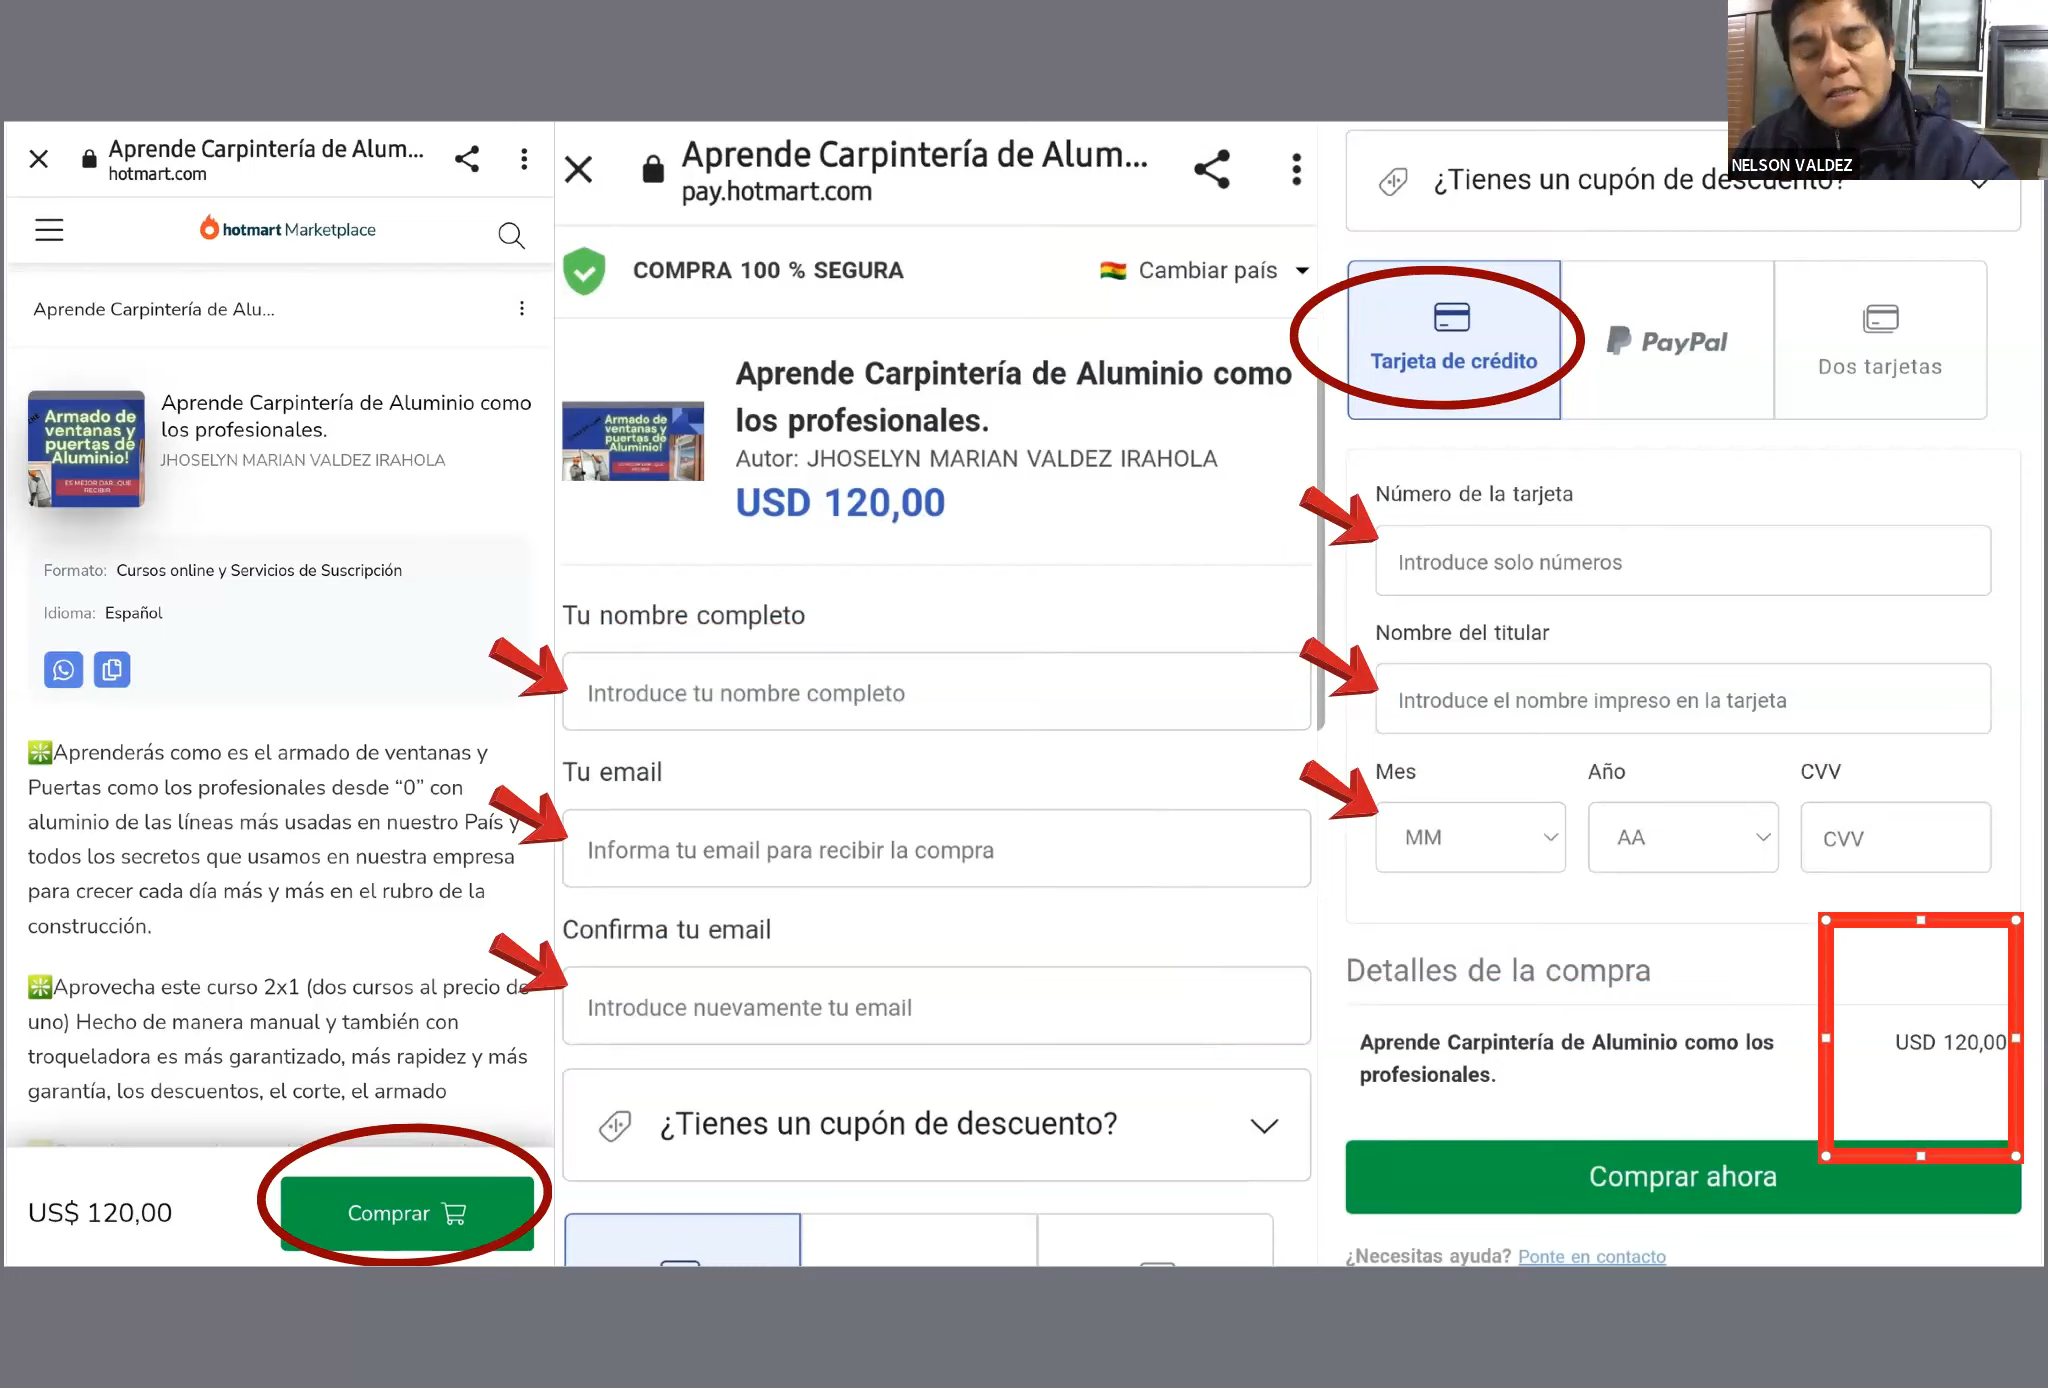 Aprende Carpintería de Alum...
hotmart.com
hotmart Marketplace
Aprende Carpintería de Alu...
Armado de
ventanas y
puertas de
Aluminio!
ES MEJOR DAR...QUE
RECIBIR
Aprende Carpintería de Aluminio como
los profesionales.
JHOSELYN MARIAN VALDEZ IRAHOLA
Formato: Cursos online y Servicios de Suscripción
Idioma: Español
Aprenderás como es el armado de ventanas y
Puertas como los profesionales desde “0” con
aluminio de las líneas más usadas en nuestro País y
todos los secretos que usamos en nuestra empresa
para crecer cada día más y más en el rubro de la
construcción.
Aprovecha este curso 2x1 (dos cursos al precio de
uno) Hecho de manera manual y también con
troqueladora es más garantizado, más rapidez y más
garantía, los descuentos, el corte, el armado
US$ 120,00
Comprar
Aprende Carpintería de Alum...
pay.hotmart.com
COMPRA 100 % SEGURA
Cambiar país
Armado de
ventanas y
puertas de
Aluminio!
Aprende Carpintería de Aluminio como
los profesionales.
Autor: JHOSELYN MARIAN VALDEZ IRAHOLA
USD 120,00
Tu nombre completo
Introduce tu nombre completo
Tu email
Informa tu email para recibir la compra
Confirma tu email
Introduce nuevamente tu email
¿Tienes un cupón de descuento?
NELSON VALDEZ
¿Tienes un cupón de descuento?
Tarjeta de crédito
PayPal
Dos tarjetas
Número de la tarjeta
Introduce solo números
Nombre del titular
Introduce el nombre impreso en la tarjeta
Mes Año CVV
MM AA CVV
Detalles de la compra
Aprende Carpintería de Aluminio como los
profesionales.
USD 120,00
Comprar ahora
¿Necesitas ayuda? Ponte en contacto